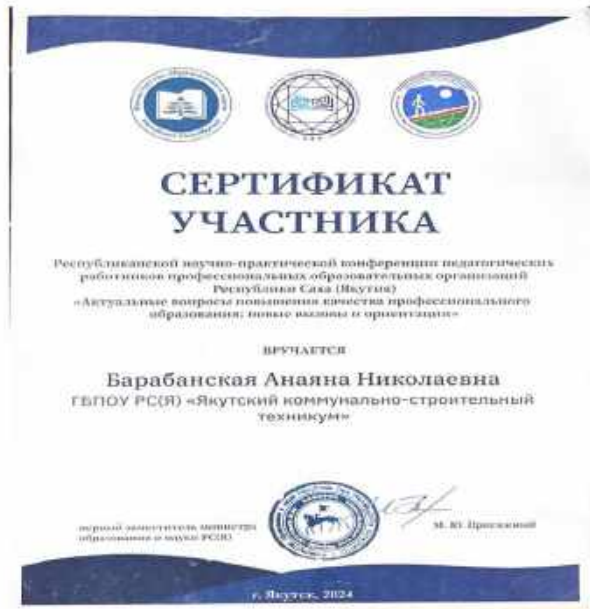 СЕРТИФИКАТ
УЧАСТНИКА
Республиканской научно-практической конференции педагогических
работников профессиональных образовательных организаций
Республики Саха (Якутия)
«Актуальные вопросы повышения качества профессионального
образования: новые вызовы и ориентации»
ВРУЧАЕТСЯ
Барабанская Анаяна Николаевна
ГБПОУ РС(Я) «Якутский коммунально-строительный
техникум»
первый заместитель министра
образования и науки РС(Я)
М. Ю. Присяжный
г. Якутск, 2024